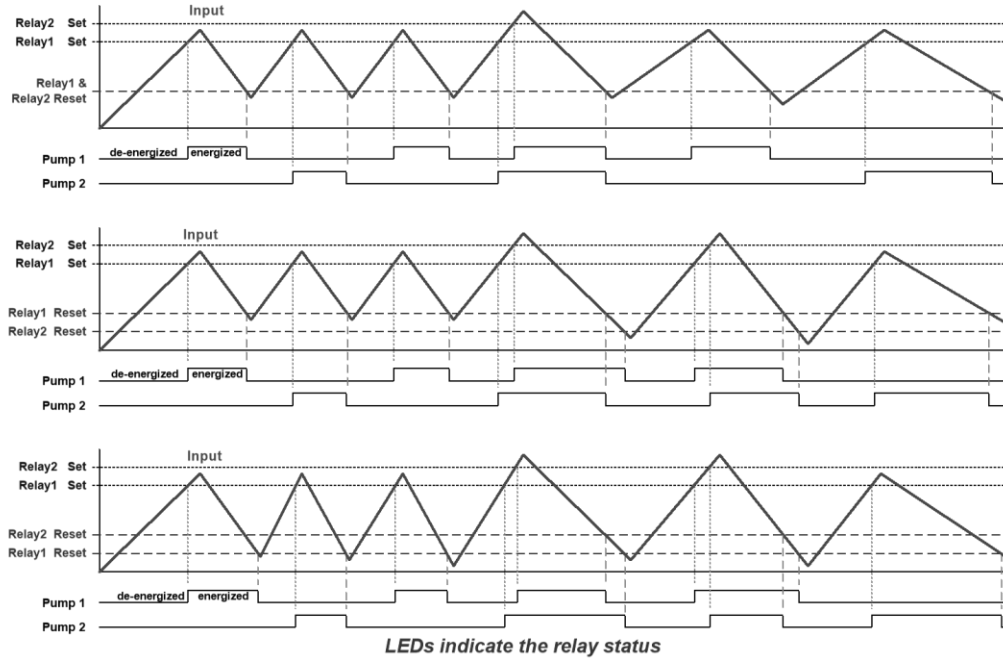 Input
Relay2 Set
Relay1 Set
Relay1 &
Relay2 Reset
de-energized energized
Pump 1
Pump 2
Input
Relay2 Set
Relay1 Set
Relay1 Reset
Relay2 Reset
de-energized energized
Pump 1
Pump 2
Input
Relay2 Set
Relay1 Set
Relay2 Reset
Relay1 Reset
de-energized energized
Pump 1
Pump 2
LEDs indicate the relay status